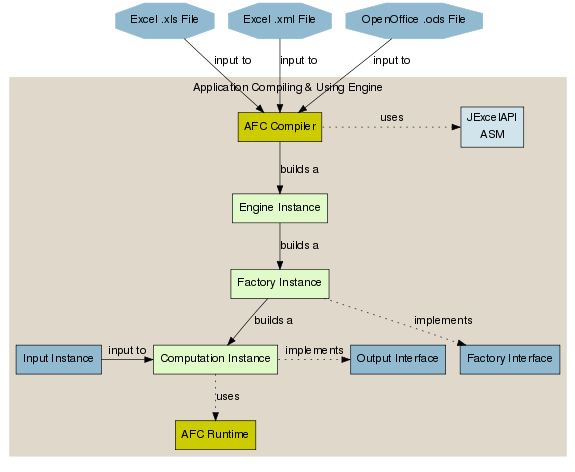 Excel .xls File
Excel .xml File
OpenOffice .ods File
input to
input to
input to
Application Compiling & Using Engine
AFC Compiler
uses
JExcelAPI
ASM
builds a
Engine Instance
builds a
Factory Instance
builds a
implements
Input Instance
input to
Computation Instance
implements
Output Interface
Factory Interface
uses
AFC Runtime